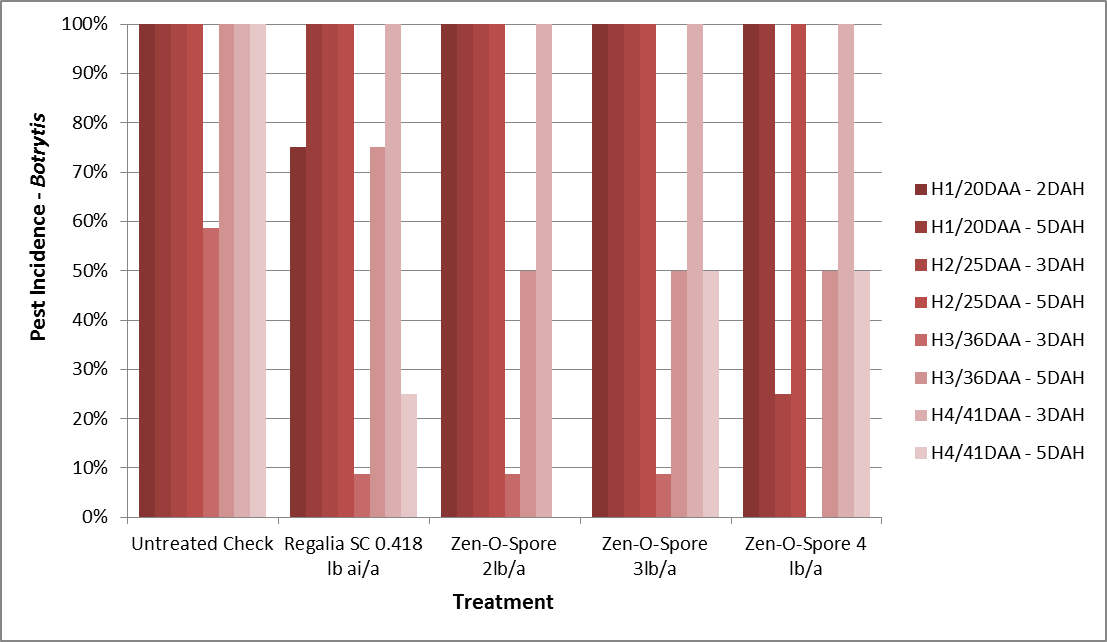 100%
90%
80%
70%
60%
50%
40%
30%
20%
10%
0%
Pest Incidence - Botrytis
Untreated Check
Regalia SC 0.418
lb ai/a
Zen-O-Spore
2lb/a
Zen-O-Spore
3lb/a
Zen-O-Spore 4
lb/a
Treatment
H1/20DAA - 2DAH
H1/20DAA - 5DAH
H2/25DAA - 3DAH
H2/25DAA - 5DAH
H3/36DAA - 3DAH
H3/36DAA - 5DAH
H4/41DAA - 3DAH
H4/41DAA - 5DAH